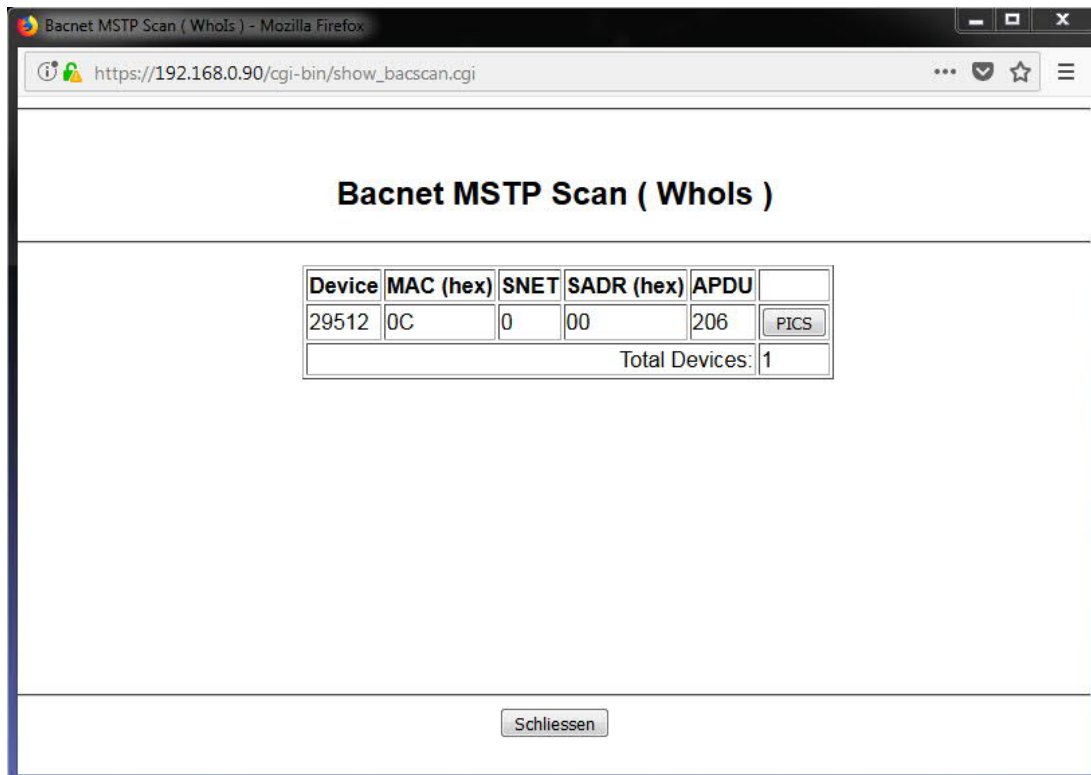 Bacnet MSTP Scan ( WhoIs ) - Mozilla Firefox
https://192.168.0.90/cgi-bin/show_bacscan.cgi
Bacnet MSTP Scan ( WhoIs )
Device MAC (hex) SNET SADR (hex) APDU
29512 0C 0 00 206 PICS
Total Devices: 1
Schliessen